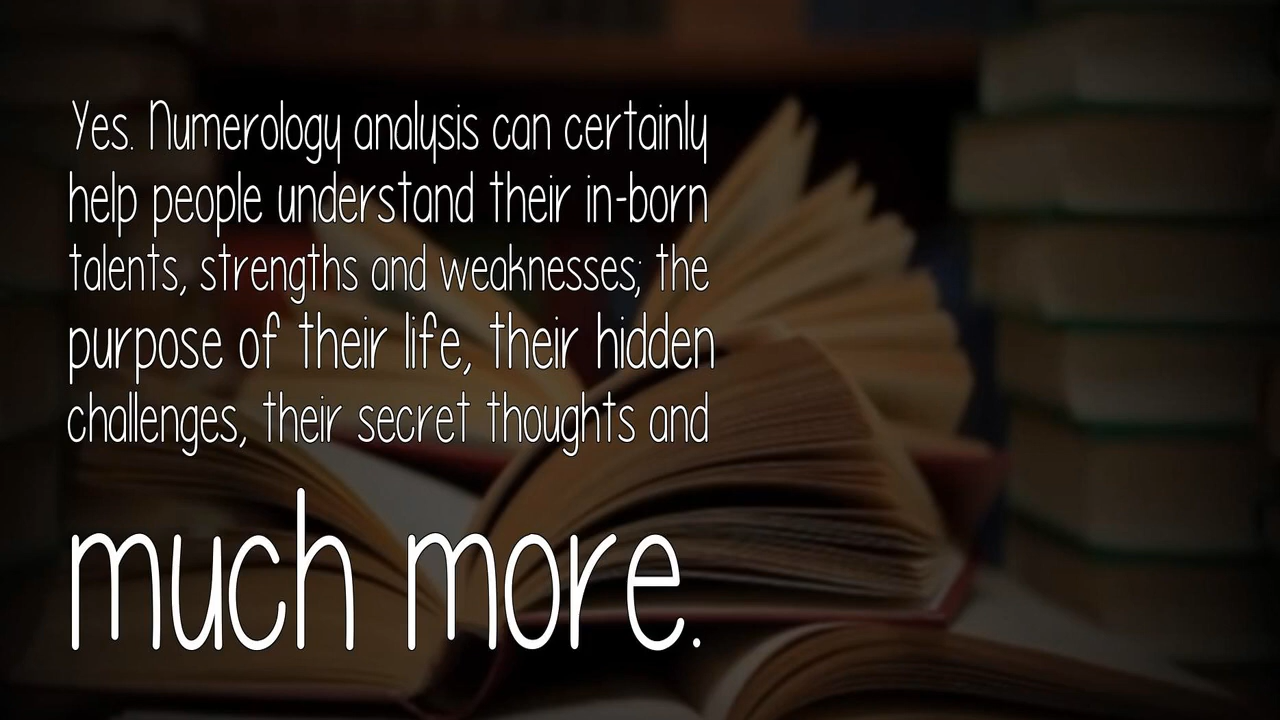 Yes. Numerology analysis can certainly
help people understand their in-born
talents, strengths and weaknesses; the
purpose of their life, their hidden
challenges, their secret thoughts and
much more.